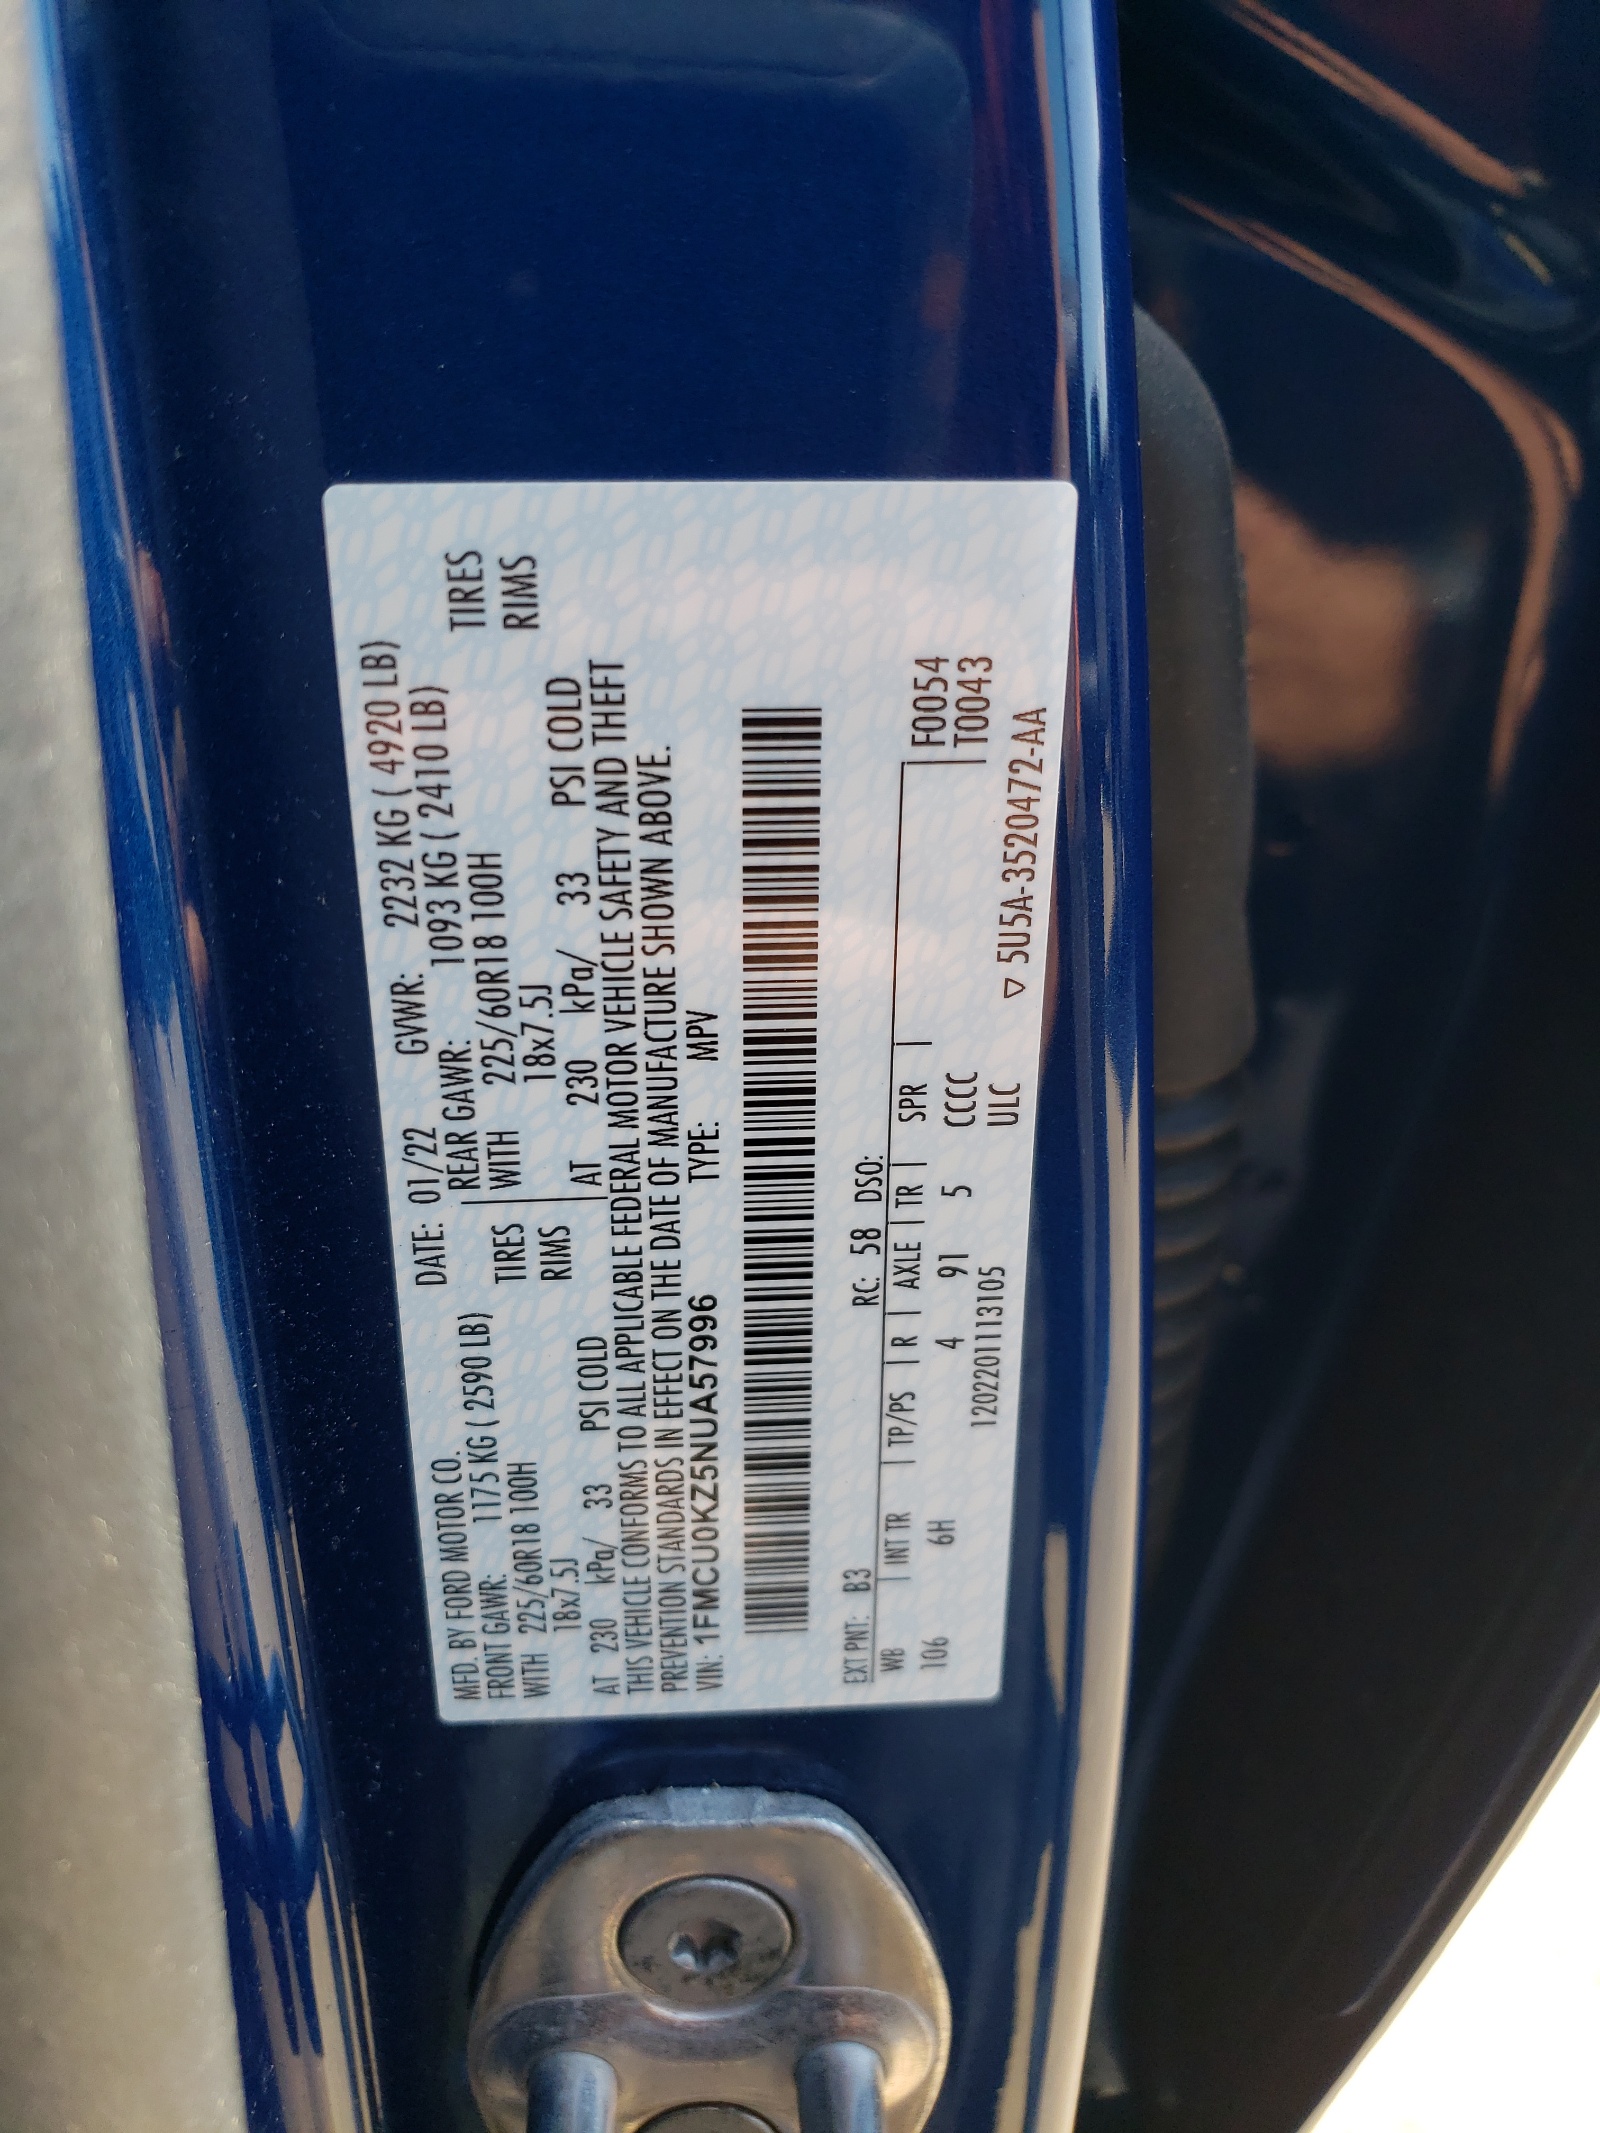 MFD. BY FORD MOTOR CO. DATE: 01/22 GVWR: 2232 KG ( 4920 LB)
FRONT GAWR: 1175 KG ( 2590 LB) REAR GAWR: 1093 KG ( 2410 LB)
WITH 225/60R18 100H TIRES WITH 225/60R18 100H TIRES
18x7.5J RIMS 18x7.5J RIMS
AT 230 kPa/ 33 PSI COLD AT 230 kPa/ 33 PSI COLD
THIS VEHICLE CONFORMS TO ALL APPLICABLE FEDERAL MOTOR VEHICLE SAFETY AND THEFT
PREVENTION STANDARDS IN EFFECT ON THE DATE OF MANUFACTURE SHOWN ABOVE.
VIN: 1FMCU0KZ5NUA57996 TYPE: MPV
EXT PNT: B3 RC: 58 DSO:
WB | INT TR | TP/PS | R | AXLE | TR | SPR | F0054
106 6H 4 91 5 CCCC T0043
12022011113105 ULC
▽ 5U5A-3520472-AA